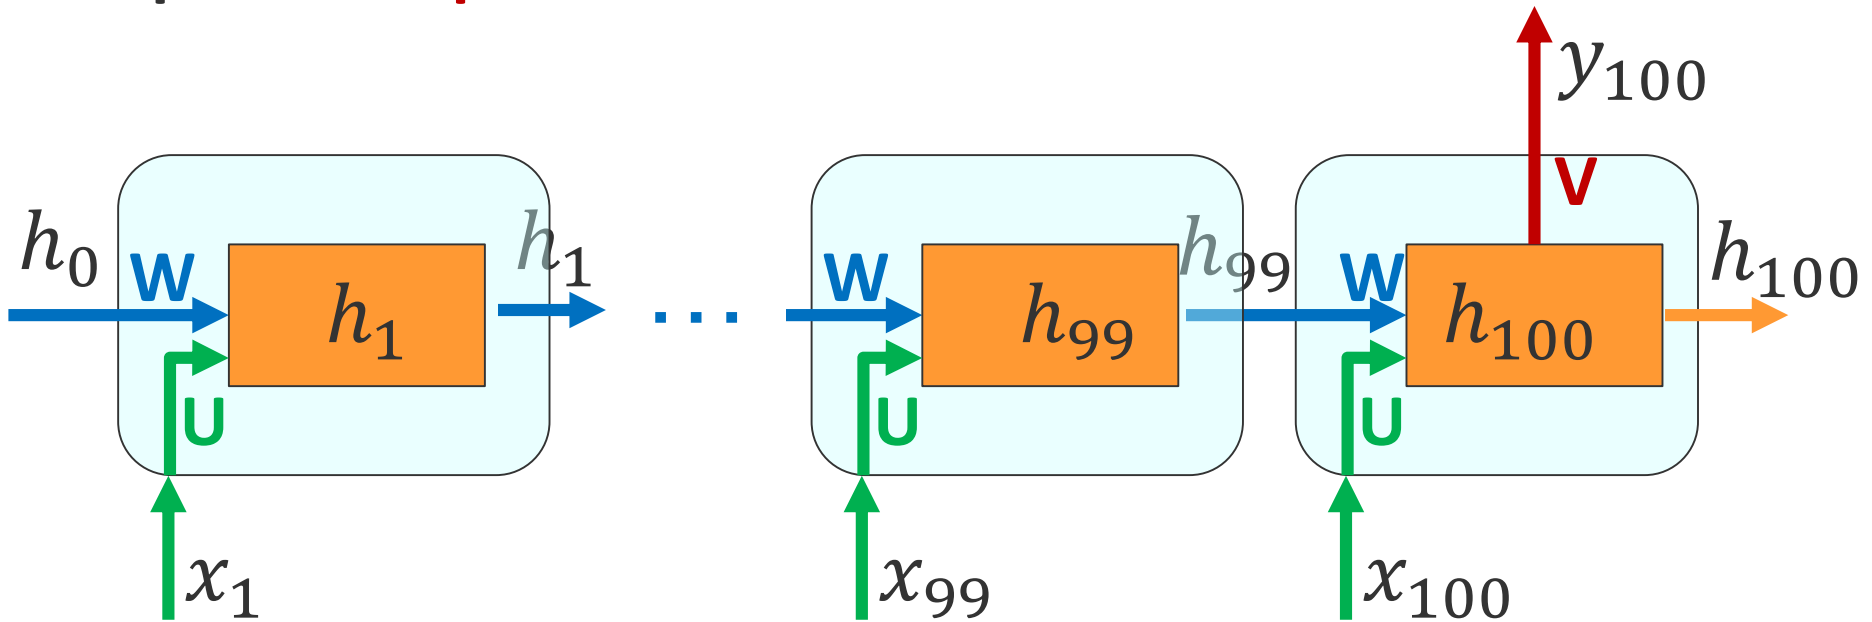 y₁₀₀
V
h₀ W h₁ W h₉₉ W h₁₀₀
h₁ ... h₉₉ h₁₀₀
U U U
x₁ x₉₉ x₁₀₀